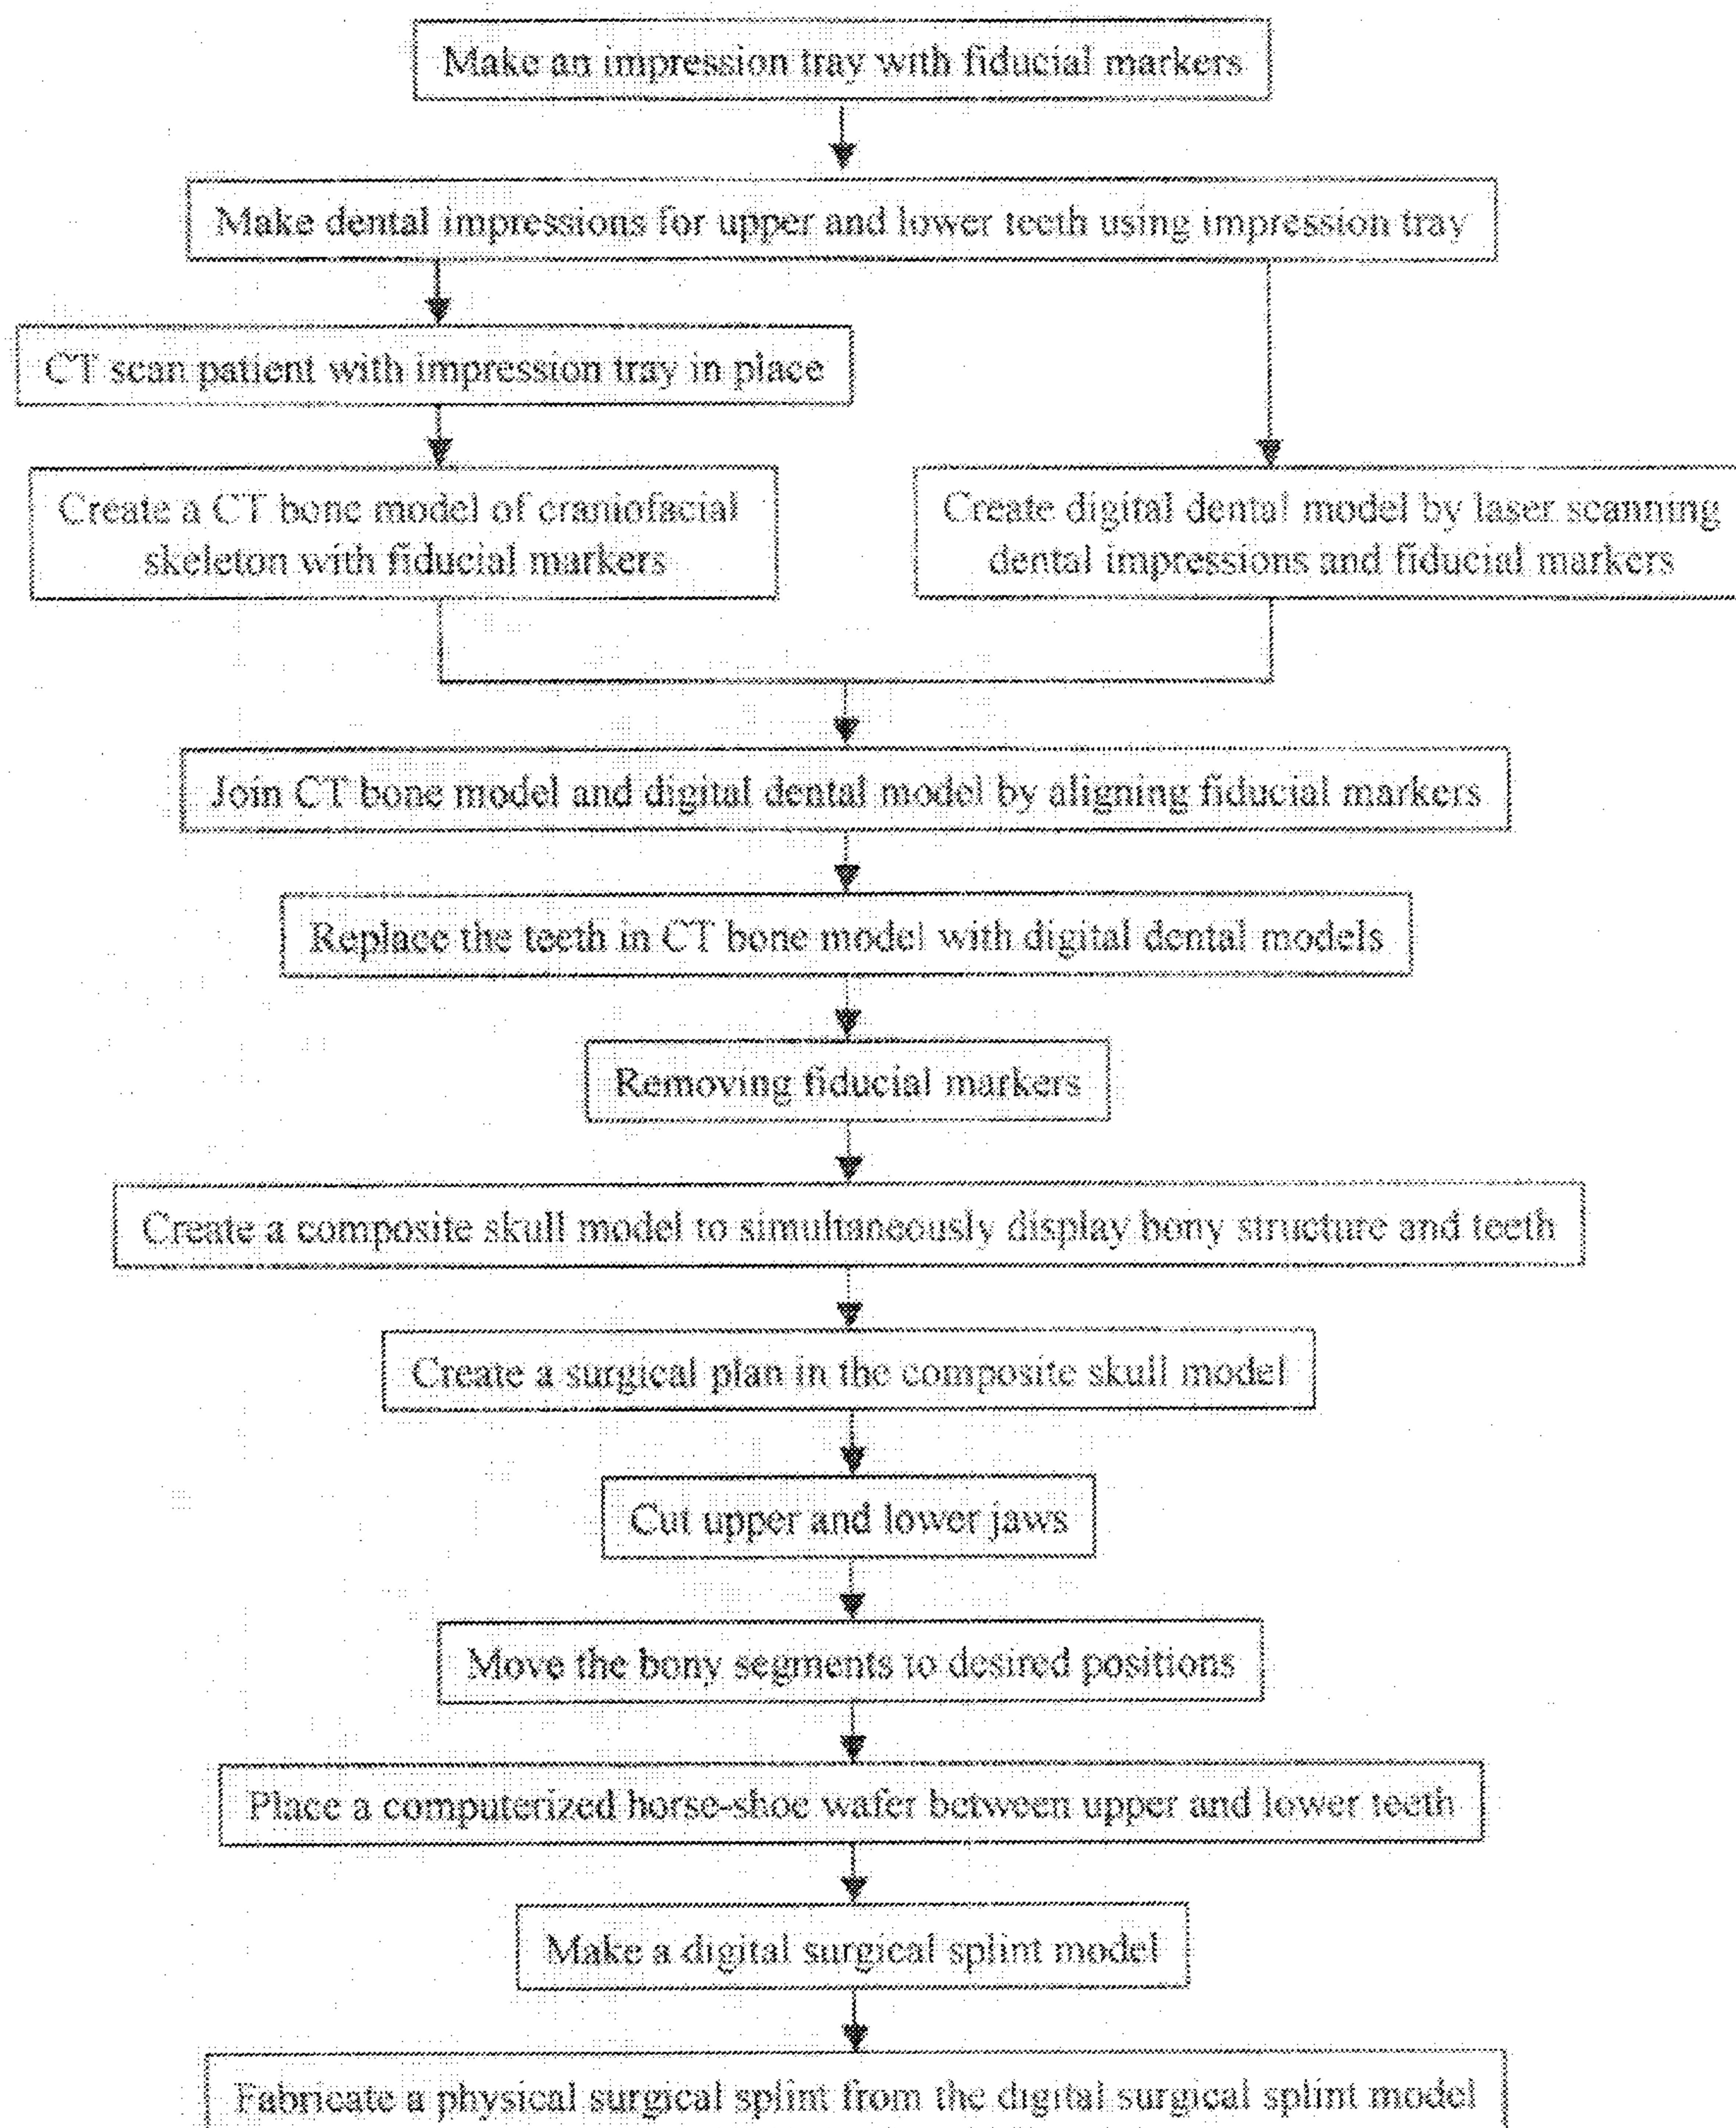 Make an impression tray with fiducial markers
Make dental impressions for upper and lower teeth using impression tray
CT scan patient with impression tray in place
Create a CT bone model of craniofacial
skeleton with fiducial markers
Create digital dental model by laser scanning
dental impressions and fiducial markers
Join CT bone model and digital dental model by aligning fiducial markers
Replace the teeth in CT bone model with digital dental models
Removing fiducial markers
Create a composite skull model to simultaneously display bony structure and teeth
Create a surgical plan in the composite skull model
Cut upper and lower jaws
Move the bony segments to desired positions
Place a computerized horse-shoe wafer between upper and lower teeth
Make a digital surgical splint model
Fabricate a physical surgical splint from the digital surgical splint model